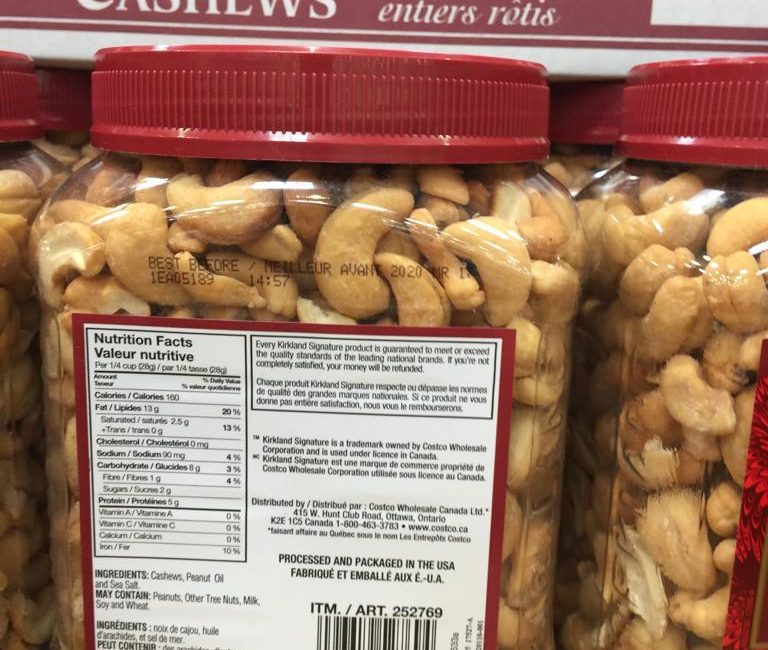 CASHEWS entiers rôtis
BEST BEFORE / MEILLEUR AVANT 2020
1EA05189 14:57
Nutrition Facts
Valeur nutritive
Per 1/4 cup (28g) / par 1/4 tasse (28g)
Amount % Daily Value
Teneur % valeur quotidienne
Calories / Calories 160
Fat / Lipides 13 g 20 %
Saturated / saturés 2.5 g
+Trans / trans 0 g 13 %
Cholesterol / Cholestérol 0 mg
Sodium / Sodium 90 mg 4 %
Carbohydrate / Glucides 8 g 3 %
Fibre / Fibres 1 g 4 %
Sugars / Sucres 2 g
Protein / Protéines 5 g
Vitamin A / Vitamine A 0 %
Vitamin C / Vitamine C 0 %
Calcium / Calcium 0 %
Iron / Fer 10 %
INGREDIENTS: Cashews, Peanut Oil
and Sea Salt.
MAY CONTAIN: Peanuts, Other Tree Nuts, Milk,
Soy and Wheat.
INGRÉDIENTS : noix de cajou, huile
d'arachides, et sel de mer.
PEUT CONTENIR :
Every Kirkland Signature product is guaranteed to meet or exceed
the quality standards of the leading national brands. If you're not
completely satisfied, your money will be refunded.
Chaque produit Kirkland Signature respecte ou dépasse les normes
de qualité des grandes marques nationales. Si ce produit ne vous
donne pas entière satisfaction, nous vous le rembourserons.
™ Kirkland Signature is a trademark owned by Costco Wholesale
Corporation and is used under licence in Canada.
MC Kirkland Signature est une marque de commerce propriété de
Costco Wholesale Corporation utilisée sous licence au Canada.
Distributed by / Distribué par : Costco Wholesale Canada Ltd.*
415 W. Hunt Club Road, Ottawa, Ontario
K2E 1C5 Canada 1-800-463-3783 • www.costco.ca
*faisant affaire au Québec sous le nom Les Entrepôts Costco
PROCESSED AND PACKAGED IN THE USA
FABRIQUÉ ET EMBALLÉ AUX É.-U.A.
ITM. / ART. 252769